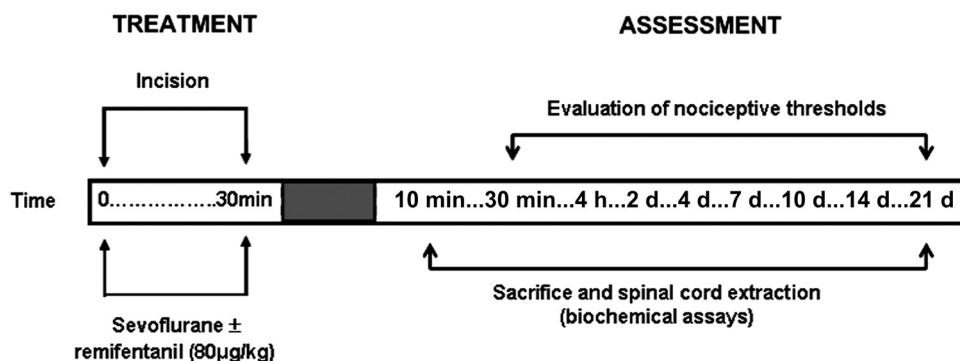 TREATMENT
ASSESSMENT
Incision
Evaluation of nociceptive thresholds
Time
0................30min
10 min...30 min...4 h...2 d...4 d...7 d...10 d...14 d...21 d
Sevoflurane ±
remifentanil (80µg/kg)
Sacrifice and spinal cord extraction
(biochemical assays)